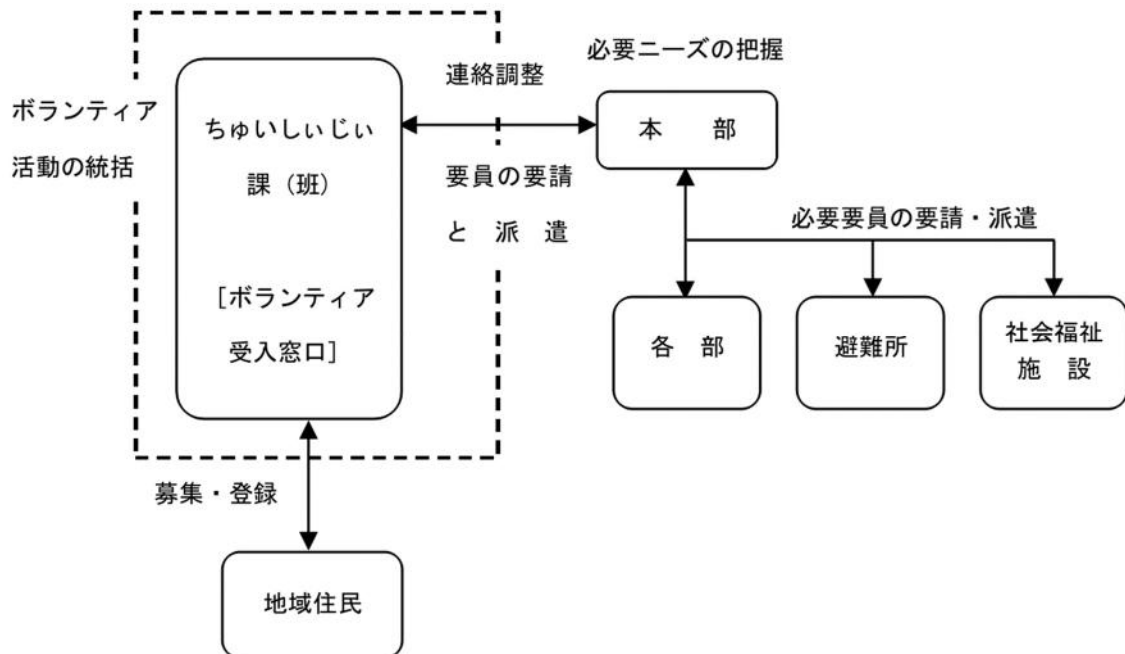 ボランティア
活動の統括
ちゅいしぃじぃ
課（班）
［ボランティア
受入窓口］
連絡調整
要員の要請
と　派　遣
必要ニーズの把握
本　　部
必要要員の要請・派遣
各　部
避難所
社会福祉
施　設
募集・登録
地域住民